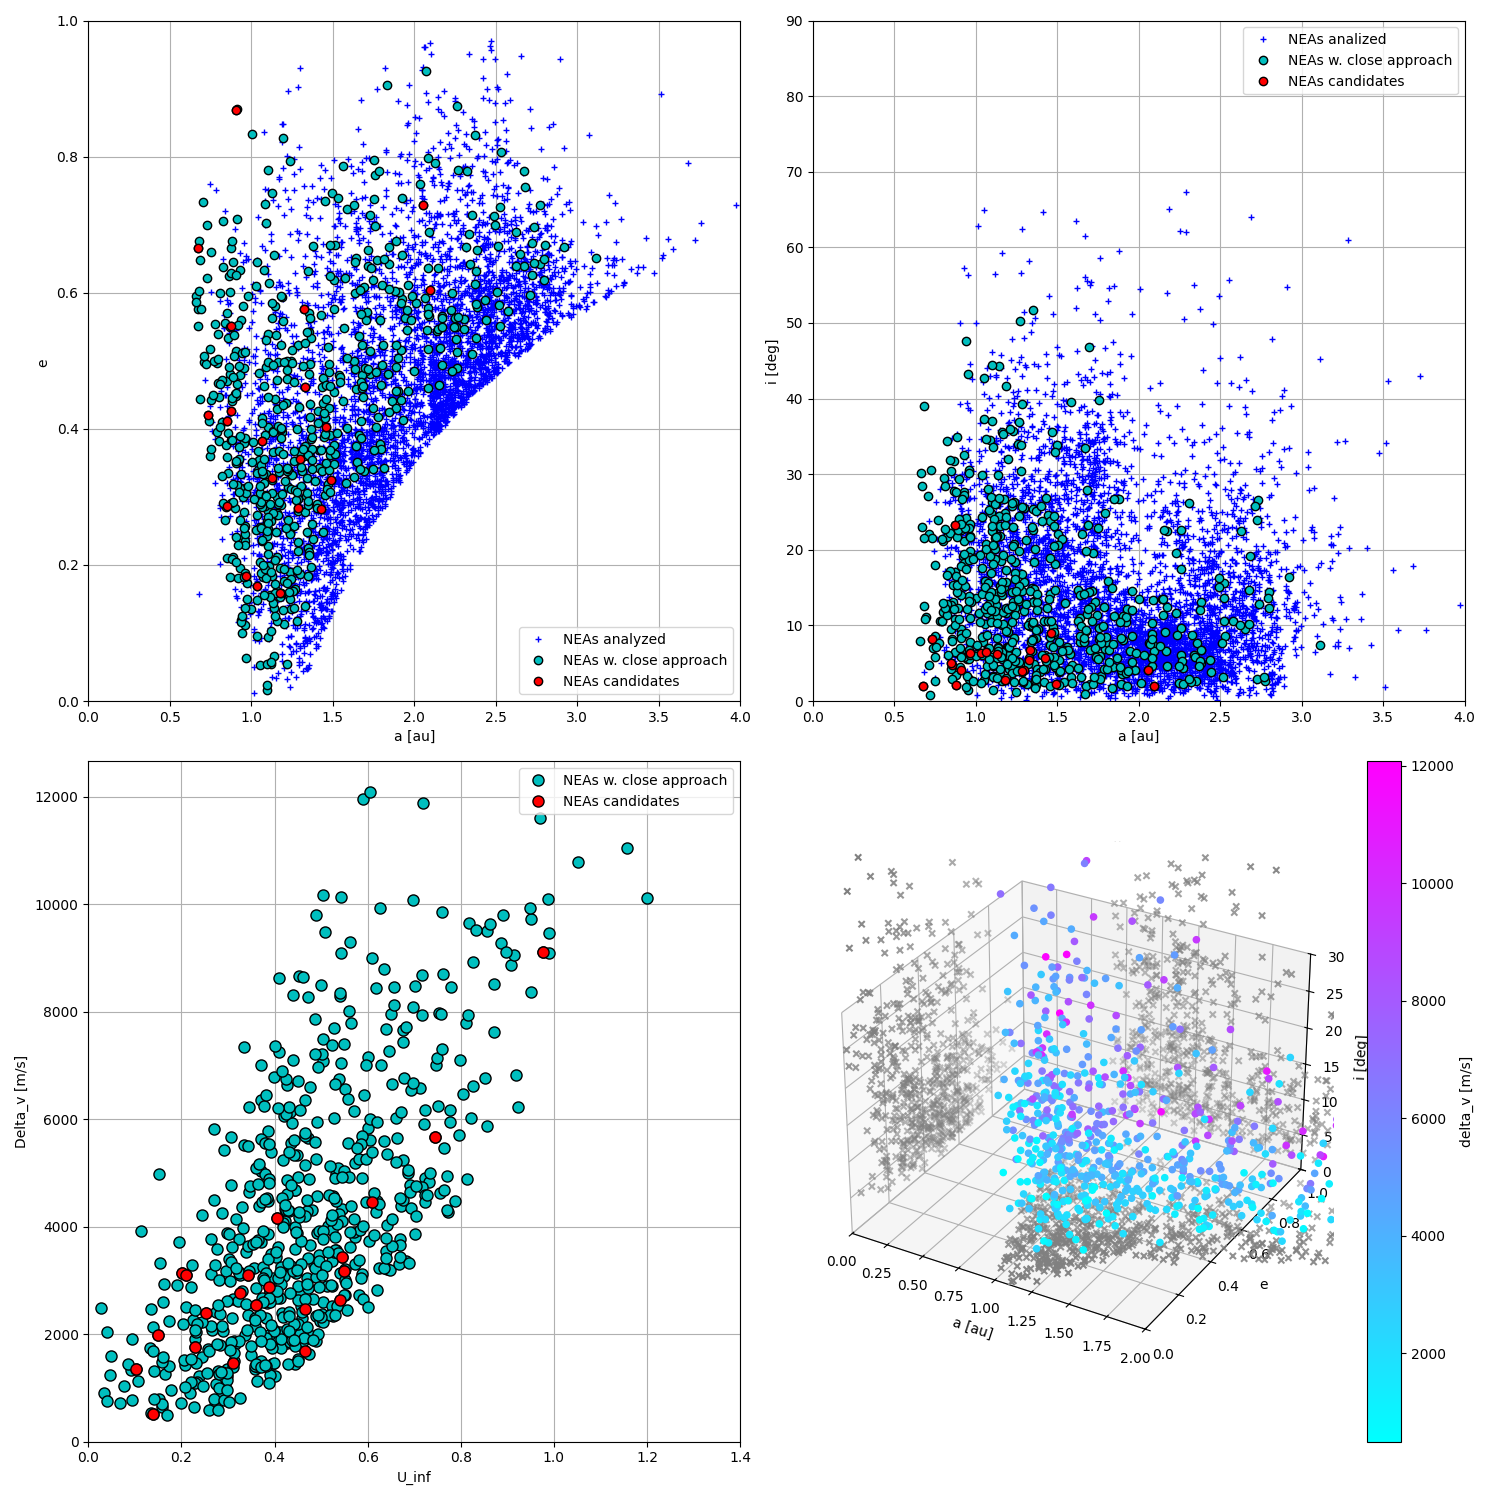 1.0
0.8
0.6
0.4
0.2
0.0
e
0.0 0.5 1.0 1.5 2.0 2.5 3.0 3.5 4.0
a [au]
NEAs analyzed
NEAs w. close approach
NEAs candidates
90
80
70
60
50
40
30
20
10
0
i [deg]
0.0 0.5 1.0 1.5 2.0 2.5 3.0 3.5 4.0
a [au]
NEAs analized
NEAs w. close approach
NEAs candidates
12000
10000
8000
6000
4000
2000
0
Delta_v [m/s]
0.0 0.2 0.4 0.6 0.8 1.0 1.2 1.4
U_inf
NEAs w. close approach
NEAs candidates
0.00
0.25
0.50
0.75
1.00
1.25
1.50
1.75
2.00
a [au]
0.0
0.2
0.4
0.6
0.8
1.0
e
0
5
10
15
20
25
30
i [deg]
12000
10000
8000
6000
4000
2000
delta_v [m/s]